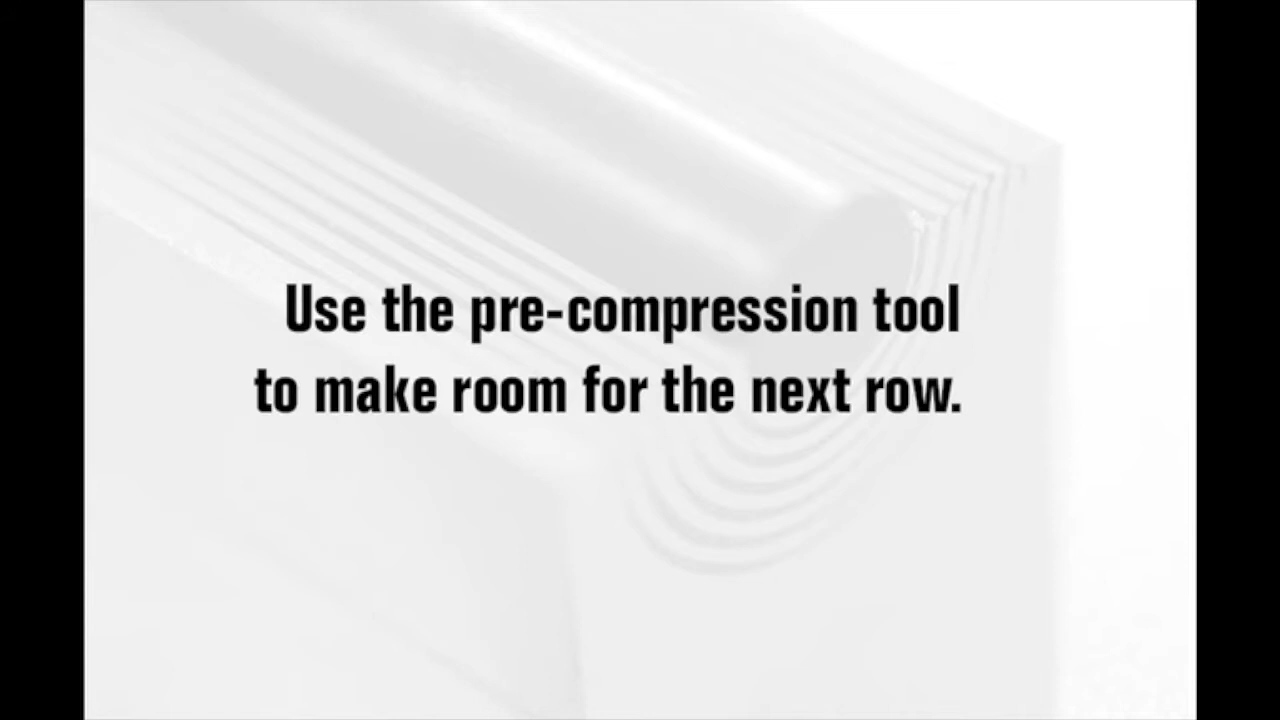 Use the pre-compression tool
to make room for the next row.